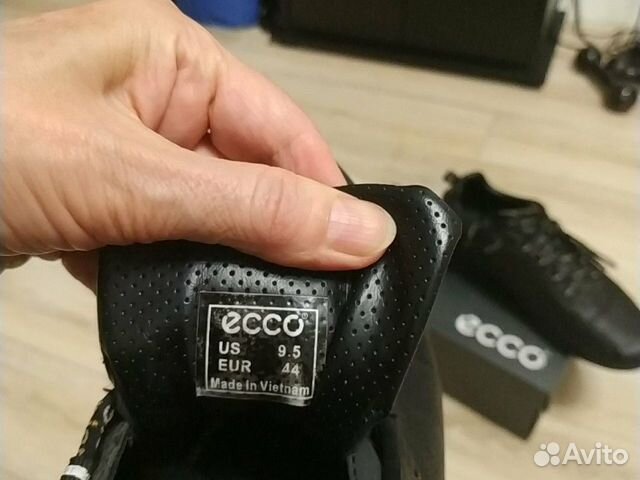 ecco
US 9.5
EUR 44
Made in Vietnam
ecco
Avito